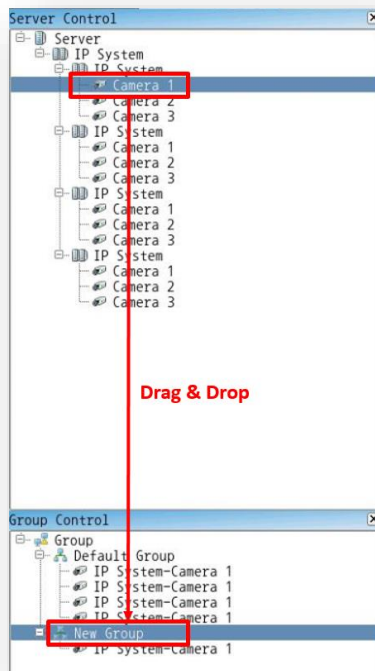 Server Control
Server
IP System
IP System
Camera 1
Camera 2
Camera 3
IP System
Camera 1
Camera 2
Camera 3
IP System
Camera 1
Camera 2
Camera 3
IP System
Camera 1
Camera 2
Camera 3
Drag & Drop
Group Control
Group
Default Group
IP System-Camera 1
IP System-Camera 1
IP System-Camera 1
IP System-Camera 1
New Group
IP System-Camera 1